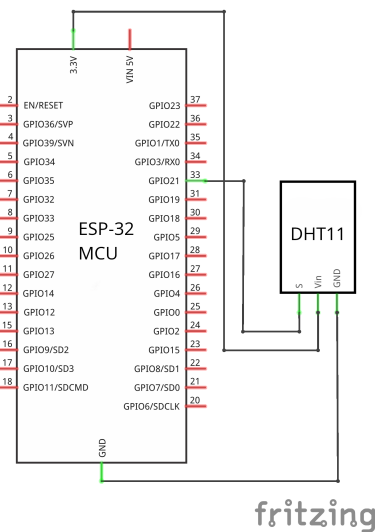 3.3V
VIN 5V
2 EN/RESET
3 GPIO36/SVP
4 GPIO39/SVN
5 GPIO34
6 GPIO35
7 GPIO32
8 GPIO33
9 GPIO25
10 GPIO26
11 GPIO27
12 GPIO14
13 GPIO12
15 GPIO13
16 GPIO9/SD2
17 GPIO10/SD3
18 GPIO11/SDCMD
ESP-32
MCU
GPIO23 37
GPIO22 36
GPIO1/TX0 35
GPIO3/RX0 34
GPIO21 33
GPIO19 31
GPIO18 30
GPIO5 29
GPIO17 28
GPIO16 27
GPIO4 26
GPIO0 25
GPIO2 24
GPIO15 23
GPIO8/SD1 22
GPIO7/SD0 21
GPIO6/SDCLK 20
GND
DHT11
S
Vin
GND
fritzing